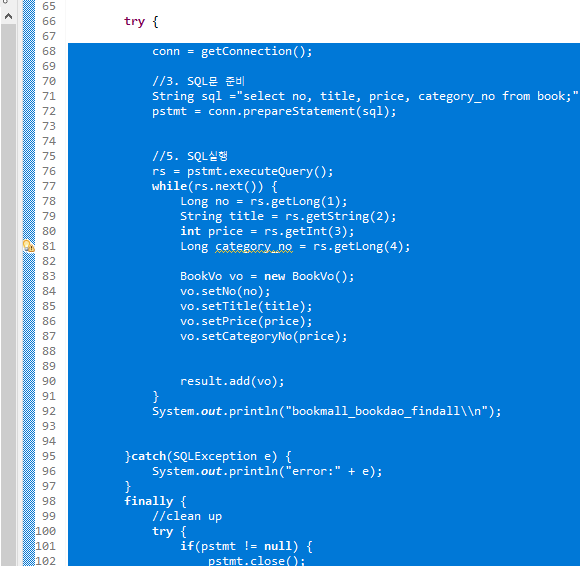 65
66 try {
67
68 conn = getConnection();
69
70 //3. SQL문 준비
71 String sql ="select no, title, price, category_no from book;"
72 pstmt = conn.prepareStatement(sql);
73
74
75 //5. SQL실행
76 rs = pstmt.executeQuery();
77 while(rs.next()) {
78 Long no = rs.getLong(1);
79 String title = rs.getString(2);
80 int price = rs.getInt(3);
81 Long category_no = rs.getLong(4);
82
83 BookVo vo = new BookVo();
84 vo.setNo(no);
85 vo.setTitle(title);
86 vo.setPrice(price);
87 vo.setCategoryNo(price);
88
89
90 result.add(vo);
91 }
92 System.out.println("bookmall_bookdao_findall\\n");
93
94
95 }catch(SQLException e) {
96 System.out.println("error:" + e);
97 }
98 finally {
99 //clean up
100 try {
101 if(pstmt != null) {
102 pstmt.close();